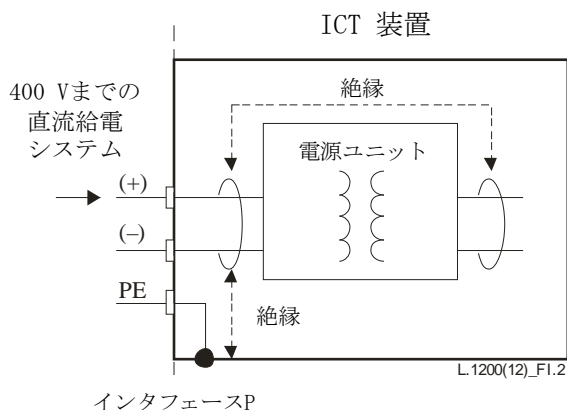 ICT 装置
400 Vまでの
直流給電
システム
絶縁
電源ユニット
(+)
(–)
PE
絶縁
L.1200(12)_FI.2
インタフェースP